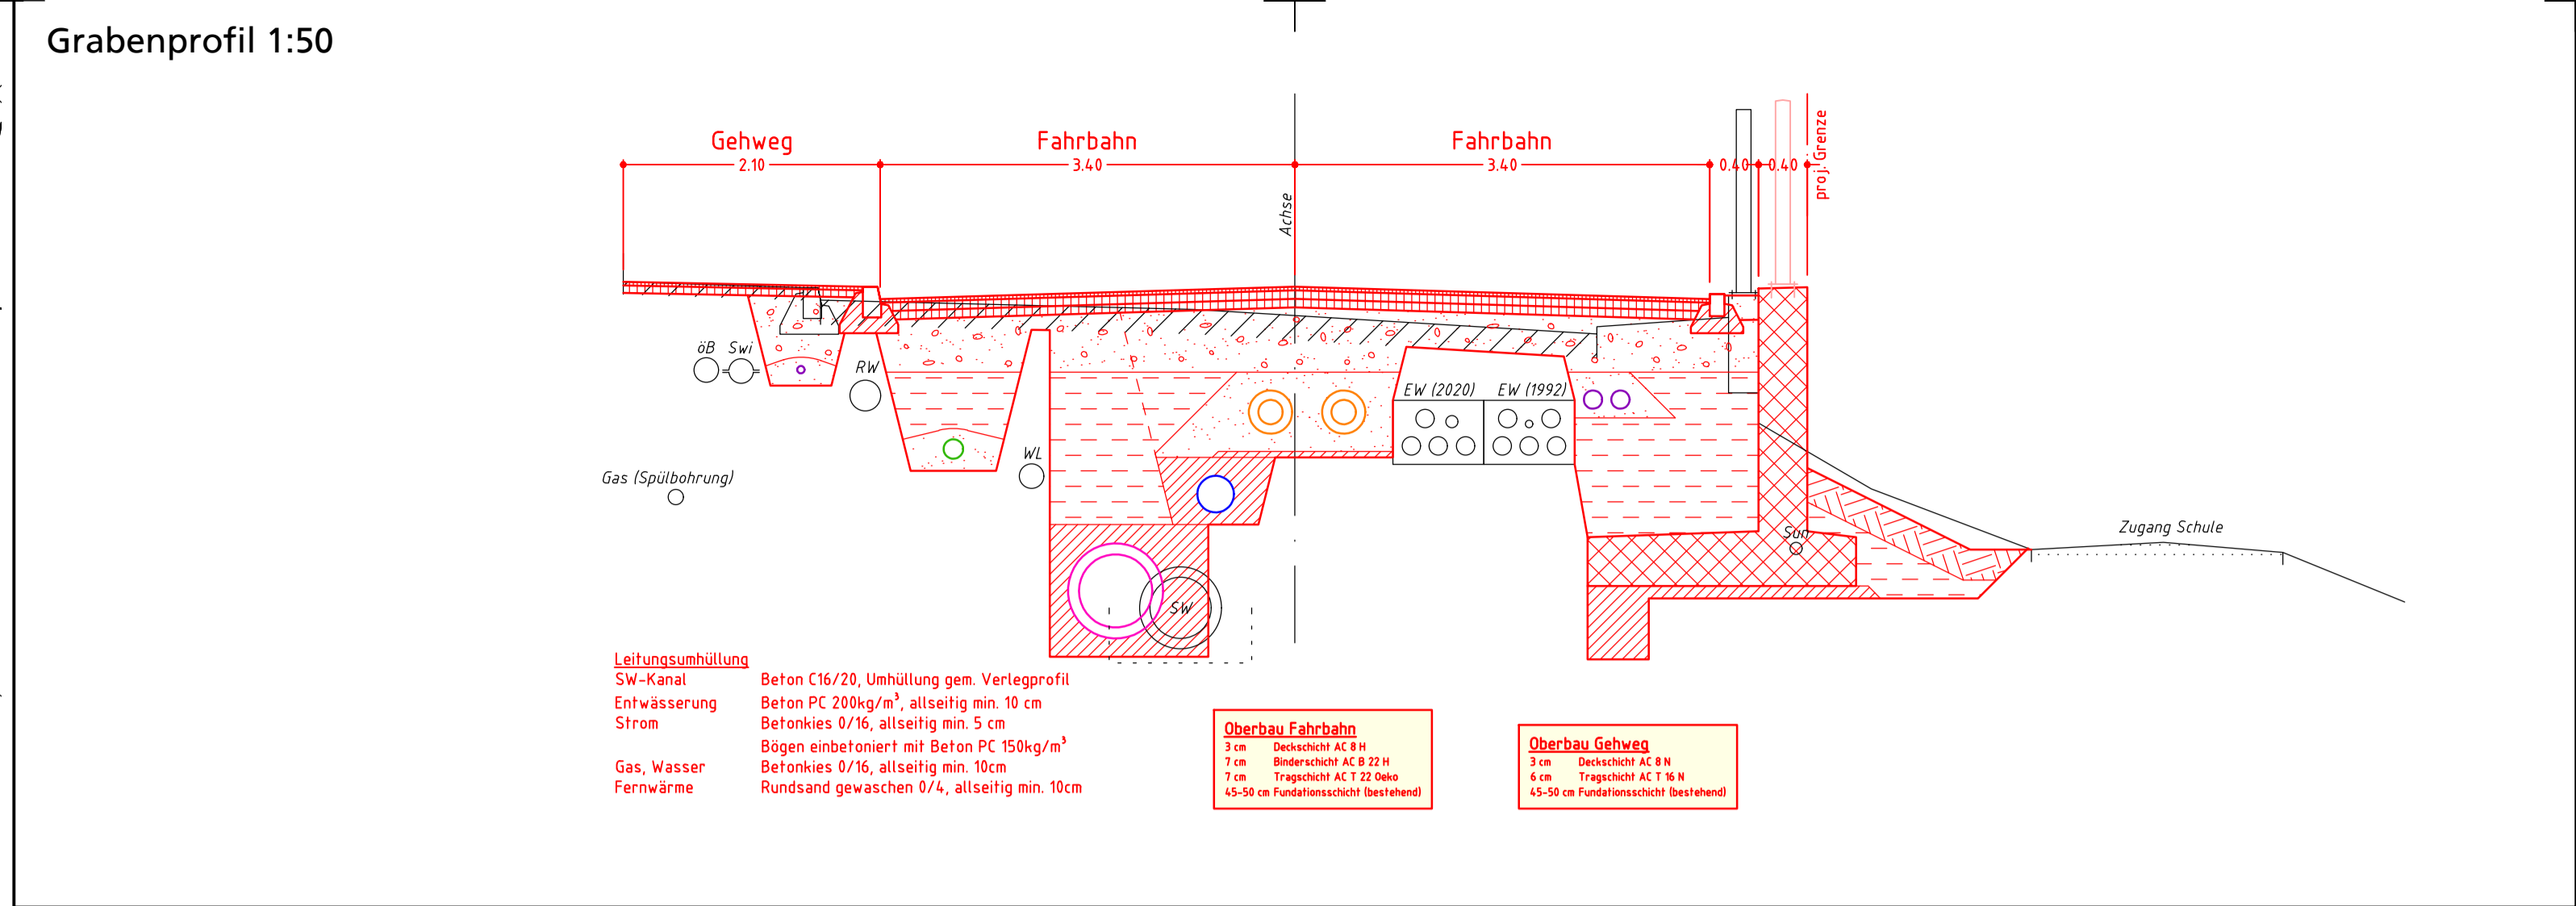 Grabenprofil 1:50
Gehweg
Fahrbahn
Fahrbahn
2.10
3.40
3.40
0.40
0.40
proj. Grenze
Achse
öB
Swi
RW
EW (2020)
EW (1992)
WL
Gas (Spülbohrung)
Sun
Zugang Schule
SW
Leitungsumhüllung
SW-Kanal Beton C16/20, Umhüllung gem. Verlegprofil
Entwässerung Beton PC 200kg/m³, allseitig min. 10 cm
Strom Betonkies 0/16, allseitig min. 5 cm
Bögen einbetoniert mit Beton PC 150kg/m³
Gas, Wasser Betonkies 0/16, allseitig min. 10cm
Fernwärme Rundsand gewaschen 0/4, allseitig min. 10cm
Oberbau Fahrbahn
3 cm Deckschicht AC 8 H
7 cm Binderschicht AC B 22 H
7 cm Tragschicht AC T 22 Oeko
45-50 cm Fundationsschicht (bestehend)
Oberbau Gehweg
3 cm Deckschicht AC 8 N
6 cm Tragschicht AC T 16 N
45-50 cm Fundationsschicht (bestehend)